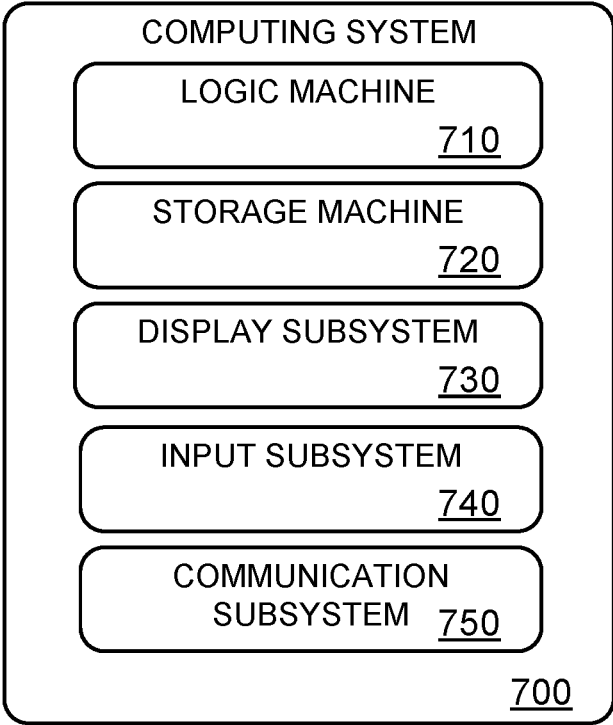 COMPUTING SYSTEM
LOGIC MACHINE
710
STORAGE MACHINE
720
DISPLAY SUBSYSTEM
730
INPUT SUBSYSTEM
740
COMMUNICATION
SUBSYSTEM 750
700